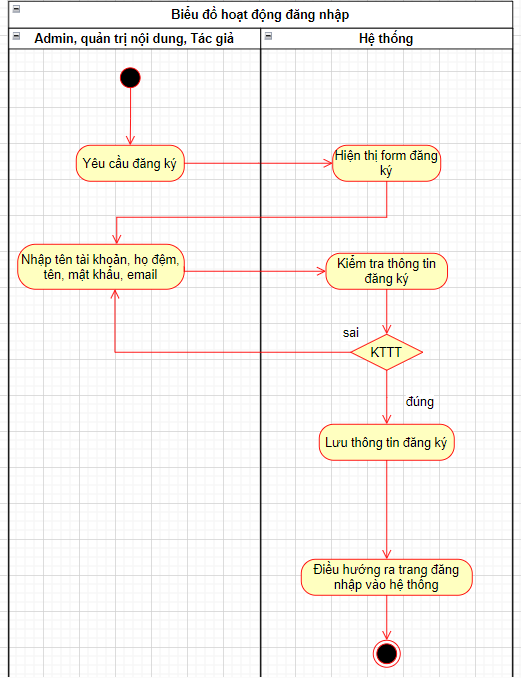 Biểu đồ hoạt động đăng nhập
Admin, quản trị nội dung, Tác giả
Hệ thống
Yêu cầu đăng ký
Hiện thị form đăng
ký
Nhập tên tài khoản, họ đệm,
tên, mật khẩu, email
Kiểm tra thông tin
đăng ký
sai
KTTT
đúng
Lưu thông tin đăng ký
Điều hướng ra trang đăng
nhập vào hệ thống